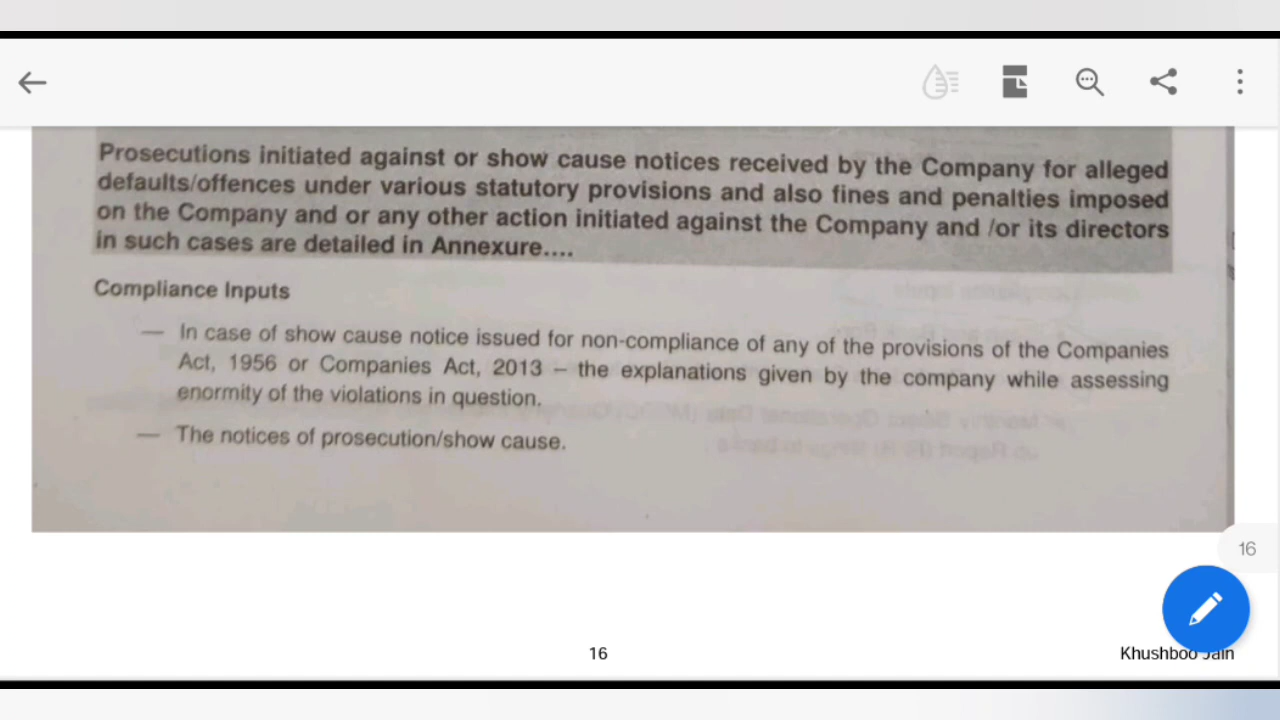 Prosecutions initiated against or show cause notices received by the Company for alleged
defaults/offences under various statutory provisions and also fines and penalties imposed
on the Company and or any other action initiated against the Company and /or its directors
in such cases are detailed in Annexure....
Compliance Inputs
— In case of show cause notice issued for non-compliance of any of the provisions of the Companies
Act, 1956 or Companies Act, 2013 – the explanations given by the company while assessing
enormity of the violations in question.
— The notices of prosecution/show cause.
16
16
Khushboo Jain